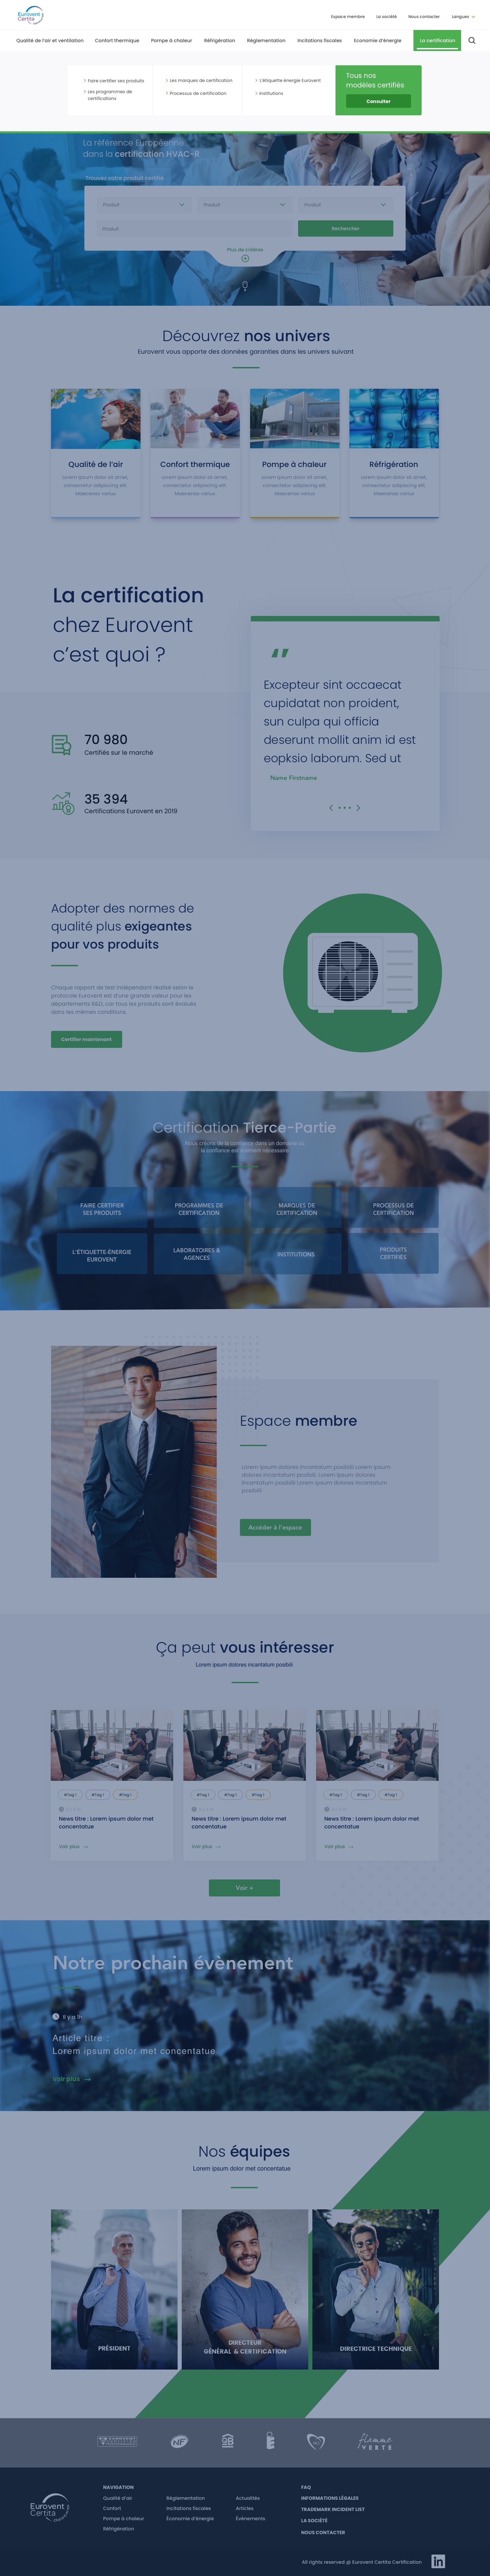 Eurovent
Certita
Espace membre
La société
Nous contacter
Langues
Qualité de l'air et ventilation
Confort thermique
Pompe à chaleur
Réfrigération
Réglementation
Incitations fiscales
Economie d'énergie
La certification
Faire certifier ses produits
Les programmes de
certifications
Les marques de certification
Processus de certification
L'étiquette énergie Eurovent
Institutions
Tous nos
modèles certifiés
Consulter
La référence Européenne
dans la certification HVAC-R
Trouvez votre produit certifié
Produit
Produit
Produit
Produit
Rechercher
Plus de critères
Découvrez nos univers
Eurovent vous apporte des données garanties dans les univers suivant
Qualité de l'air
Lorem ipsum dolor sit amet,
consectetur adipiscing elit.
Maecenas varius
Confort thermique
Lorem ipsum dolor sit amet,
consectetur adipiscing elit.
Maecenas varius
Pompe à chaleur
Lorem ipsum dolor sit amet,
consectetur adipiscing elit.
Maecenas varius
Réfrigération
Lorem ipsum dolor sit amet,
consectetur adipiscing elit.
Maecenas varius
La certification
chez Eurovent
c'est quoi ?
70 980
Certifiés sur le marché
35 394
Certifications Eurovent en 2019
Excepteur sint occaecat
cupidatat non proident,
sun culpa qui officia
deserunt mollit anim id est
eopksio laborum. Sed ut
Name Firstname
Adopter des normes de
qualité plus exigeantes
pour vos produits
Chaque rapport de test indépendant réalisé selon le
protocole Eurovent est d'une grande valeur pour les
départements R&D, car tous les produits sont évalués
dans les mêmes conditions.
Certifier maintenant
Certification Tierce-Partie
Nous créons de la confiance dans un domaine où
la confiance est vraiment nécessaire
FAIRE CERTIFIER
SES PRODUITS
PROGRAMMES DE
CERTIFICATION
MARQUES DE
CERTIFICATION
PROCESSUS DE
CERTIFICATION
L'ÉTIQUETTE-ÉNERGIE
EUROVENT
LABORATOIRES &
AGENCES
INSTITUTIONS
PRODUITS
CERTIFIÉS
Espace membre
Lorem ipsum dolores incantatum posibili Lorem ipsum
dolores incantatum posibili Lorem ipsum dolores
incantatum posibili Lorem ipsum dolores incantatum
posibili
Accéder à l'espace
Ça peut vous intéresser
Lorem ipsum dolores incantatum posibili
#Tag 1
#Tag 1
#Tag 1
News titre : Lorem ipsum dolor met
concentatue
Voir plus
#Tag 1
#Tag 1
#Tag 1
News titre : Lorem ipsum dolor met
concentatue
Voir plus
#Tag 1
#Tag 1
#Tag 1
News titre : Lorem ipsum dolor met
concentatue
Voir plus
Voir +
Notre prochain évènement
Il y a 1h
Article titre :
Lorem ipsum dolor met concentatue
Voir plus
Nos équipes
Lorem ipsum dolor met concentatue
PRÉSIDENT
DIRECTEUR
GÉNÉRAL & CERTIFICATION
DIRECTRICE TECHNIQUE
NF
QB
flamme
VERTE
Eurovent
Certita
NAVIGATION
Qualité d'air
Confort
Pompe à chaleur
Réfrigération
Réglementation
Incitations fiscales
Économie d'énergie
Actualités
Articles
Évènements
FAQ
INFORMATIONS LÉGALES
TRADEMARK INCIDENT LIST
LA SOCIÉTÉ
NOUS CONTACTER
All rights reserved @ Eurovent Certita Certification
in